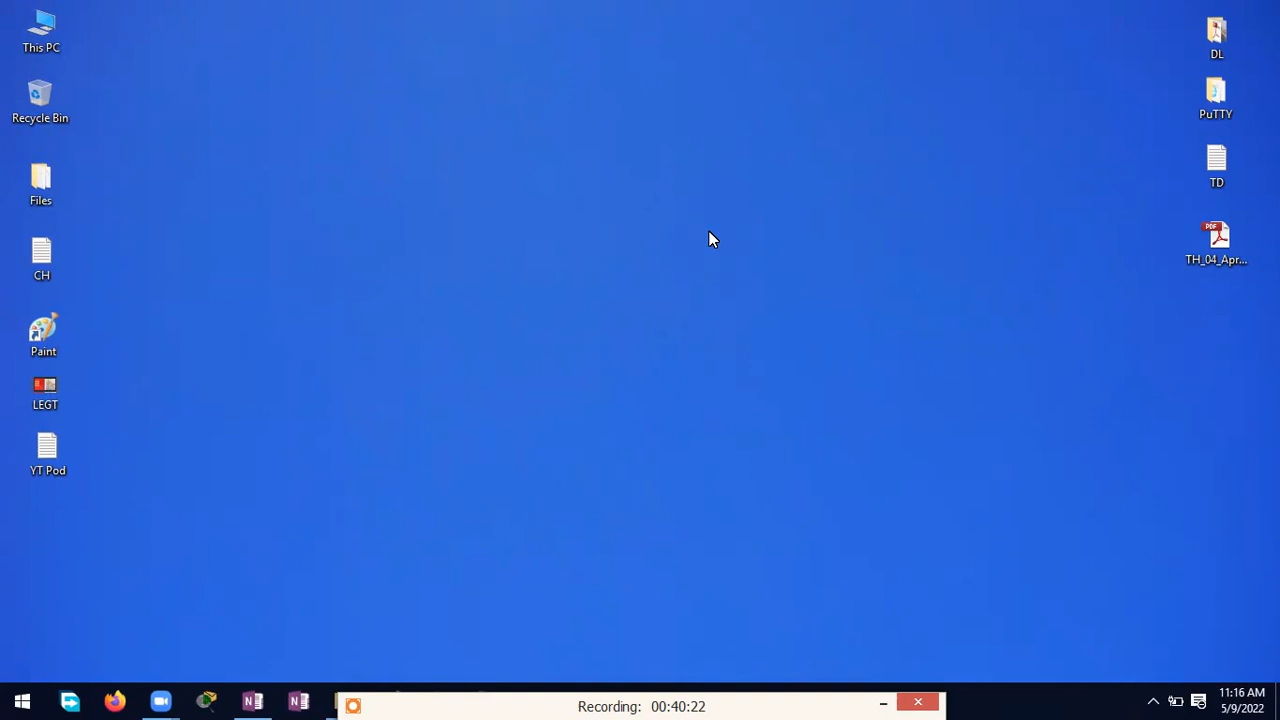 This PC
Recycle Bin
Files
CH
Paint
LEGT
YT Pod
DL
PuTTY
TD
PDF
TH_04_Apr...
N
N
Recording: 00:40:22
11:16 AM
5/9/2022